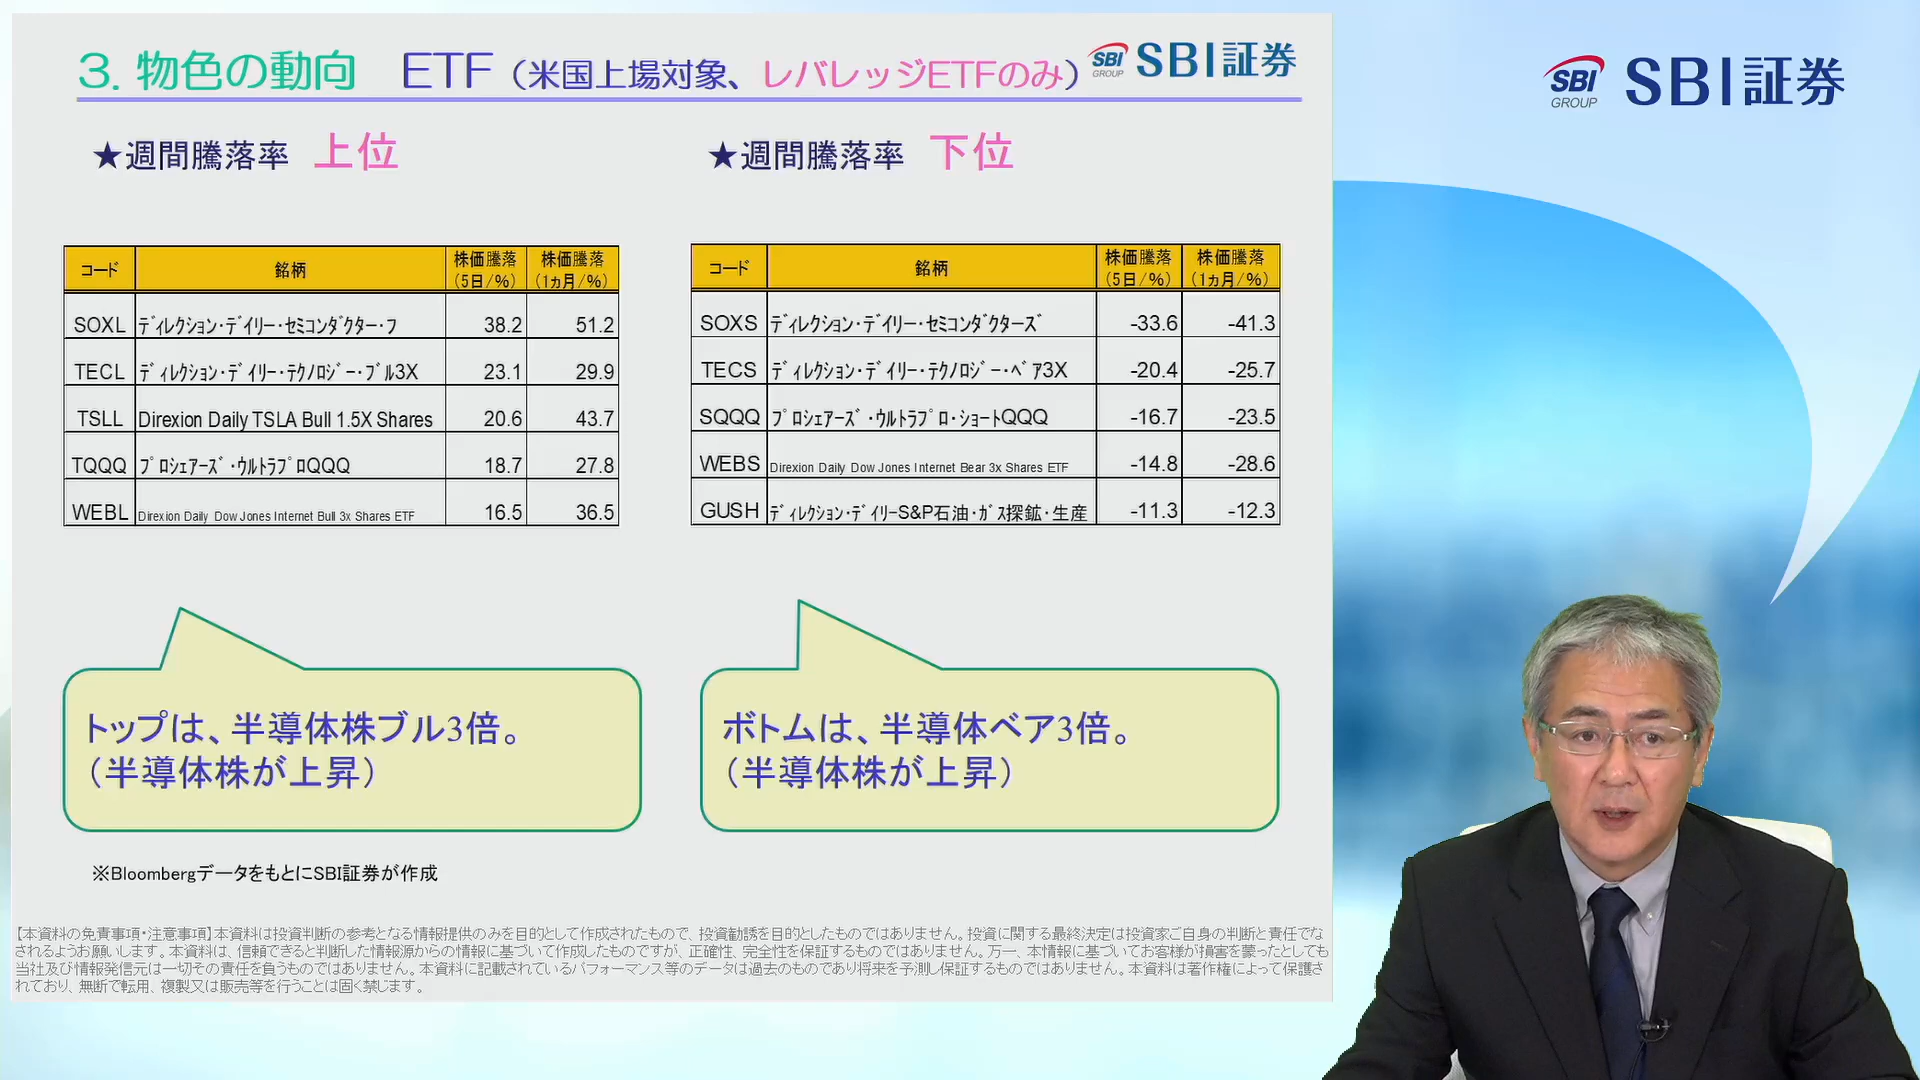 3. 物色の動向　ETF（米国上場対象、レバレッジETFのみ）
SBI GROUP SBI証券
SBI GROUP SBI証券
★週間騰落率　上位
コード 銘柄 株価騰落（5日/%） 株価騰落（1ヵ月/%）
SOXL ﾃﾞｨﾚｸｼｮﾝ･ﾃﾞｲﾘｰ･ｾﾐｺﾝﾀﾞｸﾀｰ･ﾌ 38.2 51.2
TECL ﾃﾞｨﾚｸｼｮﾝ･ﾃﾞｲﾘｰ･ﾃｸﾉﾛｼﾞｰ･ﾌﾞﾙ3X 23.1 29.9
TSLL Direxion Daily TSLA Bull 1.5X Shares 20.6 43.7
TQQQ ﾌﾟﾛｼｪｱｰｽﾞ･ｳﾙﾄﾗﾌﾟﾛQQQ 18.7 27.8
WEBL Direxion Daily Dow Jones Internet Bull 3x Shares ETF 16.5 36.5
★週間騰落率　下位
コード 銘柄 株価騰落（5日/%） 株価騰落（1ヵ月/%）
SOXS ﾃﾞｨﾚｸｼｮﾝ･ﾃﾞｲﾘｰ･ｾﾐｺﾝﾀﾞｸﾀｰｽﾞ -33.6 -41.3
TECS ﾃﾞｨﾚｸｼｮﾝ･ﾃﾞｲﾘｰ･ﾃｸﾉﾛｼﾞｰ･ﾍﾞｱ3X -20.4 -25.7
SQQQ ﾌﾟﾛｼｪｱｰｽﾞ･ｳﾙﾄﾗﾌﾟﾛ･ｼｮｰﾄQQQ -16.7 -23.5
WEBS Direxion Daily Dow Jones Internet Bear 3x Shares ETF -14.8 -28.6
GUSH ﾃﾞｨﾚｸｼｮﾝ･ﾃﾞｲﾘｰS&P石油･ｶﾞｽ探鉱･生産 -11.3 -12.3
トップは、半導体株ブル3倍。
（半導体株が上昇）
ボトムは、半導体ベア3倍。
（半導体株が上昇）
※BloombergデータをもとにSBI証券が作成
【本資料の免責事項・注意事項】本資料は投資判断の参考となる情報提供のみを目的として作成されたもので、投資勧誘を目的としたものではありません。投資に関する最終決定は投資家ご自身の判断と責任でな
されるようお願いします。本資料は、信頼できると判断した情報源からの情報に基づいて作成したものですが、正確性、完全性を保証するものではありません。万一、本情報に基づいてお客様が損害を蒙ったとしても
当社及び情報発信元は一切その責任を負うものではありません。本資料に記載されているパフォーマンス等のデータは過去のものであり将来を予測し保証するものではありません。本資料は著作権によって保護さ
れており、無断で転用、複製又は販売等を行うことは固く禁じます。